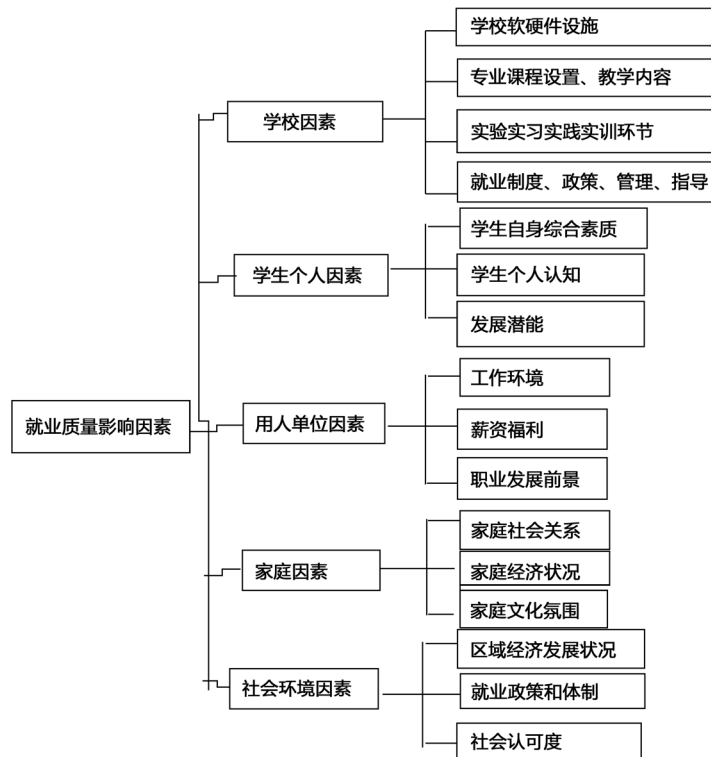 学校软硬件设施
专业课程设置、教学内容
学校因素
实验实习实践实训环节
就业制度、政策、管理、指导
学生自身综合素质
学生个人因素
学生个人认知
发展潜能
工作环境
就业质量影响因素
用人单位因素
薪资福利
职业发展前景
家庭社会关系
家庭因素
家庭经济状况
家庭文化氛围
区域经济发展状况
社会环境因素
就业政策和体制
社会认可度